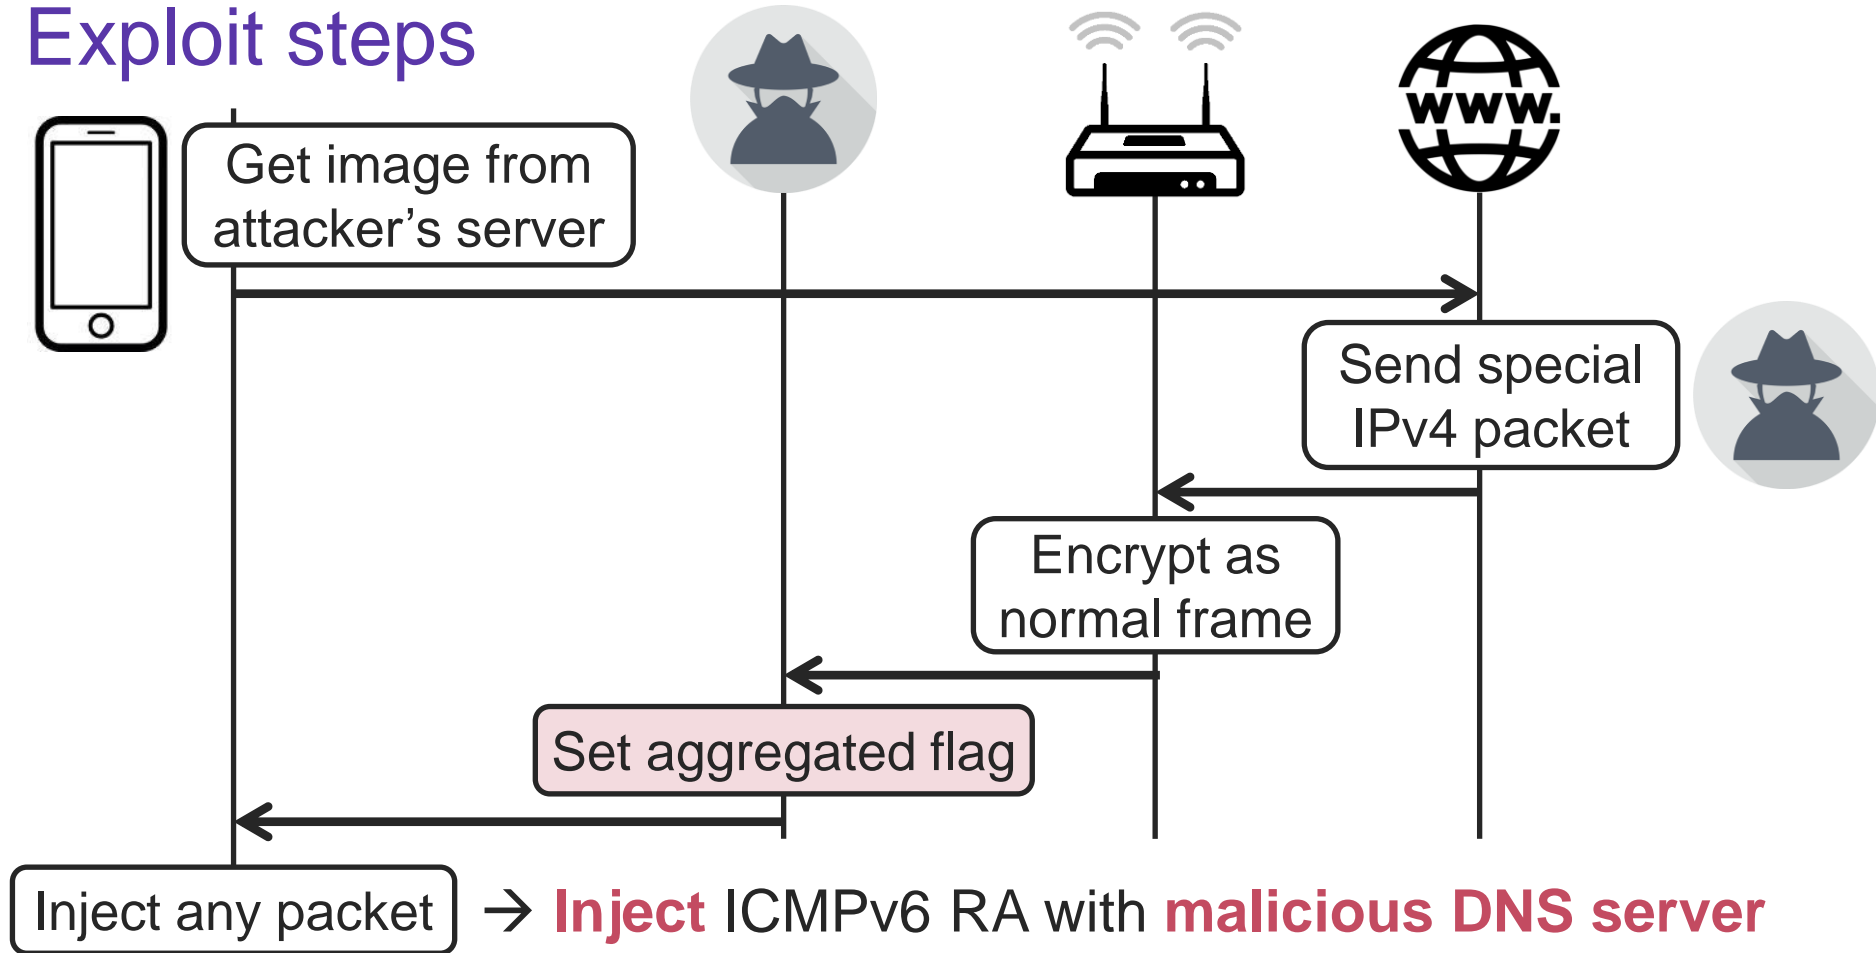 Exploit steps
WWW.
Get image from
attacker’s server
Send special
IPv4 packet
Encrypt as
normal frame
Set aggregated flag
Inject any packet → Inject ICMPv6 RA with malicious DNS server